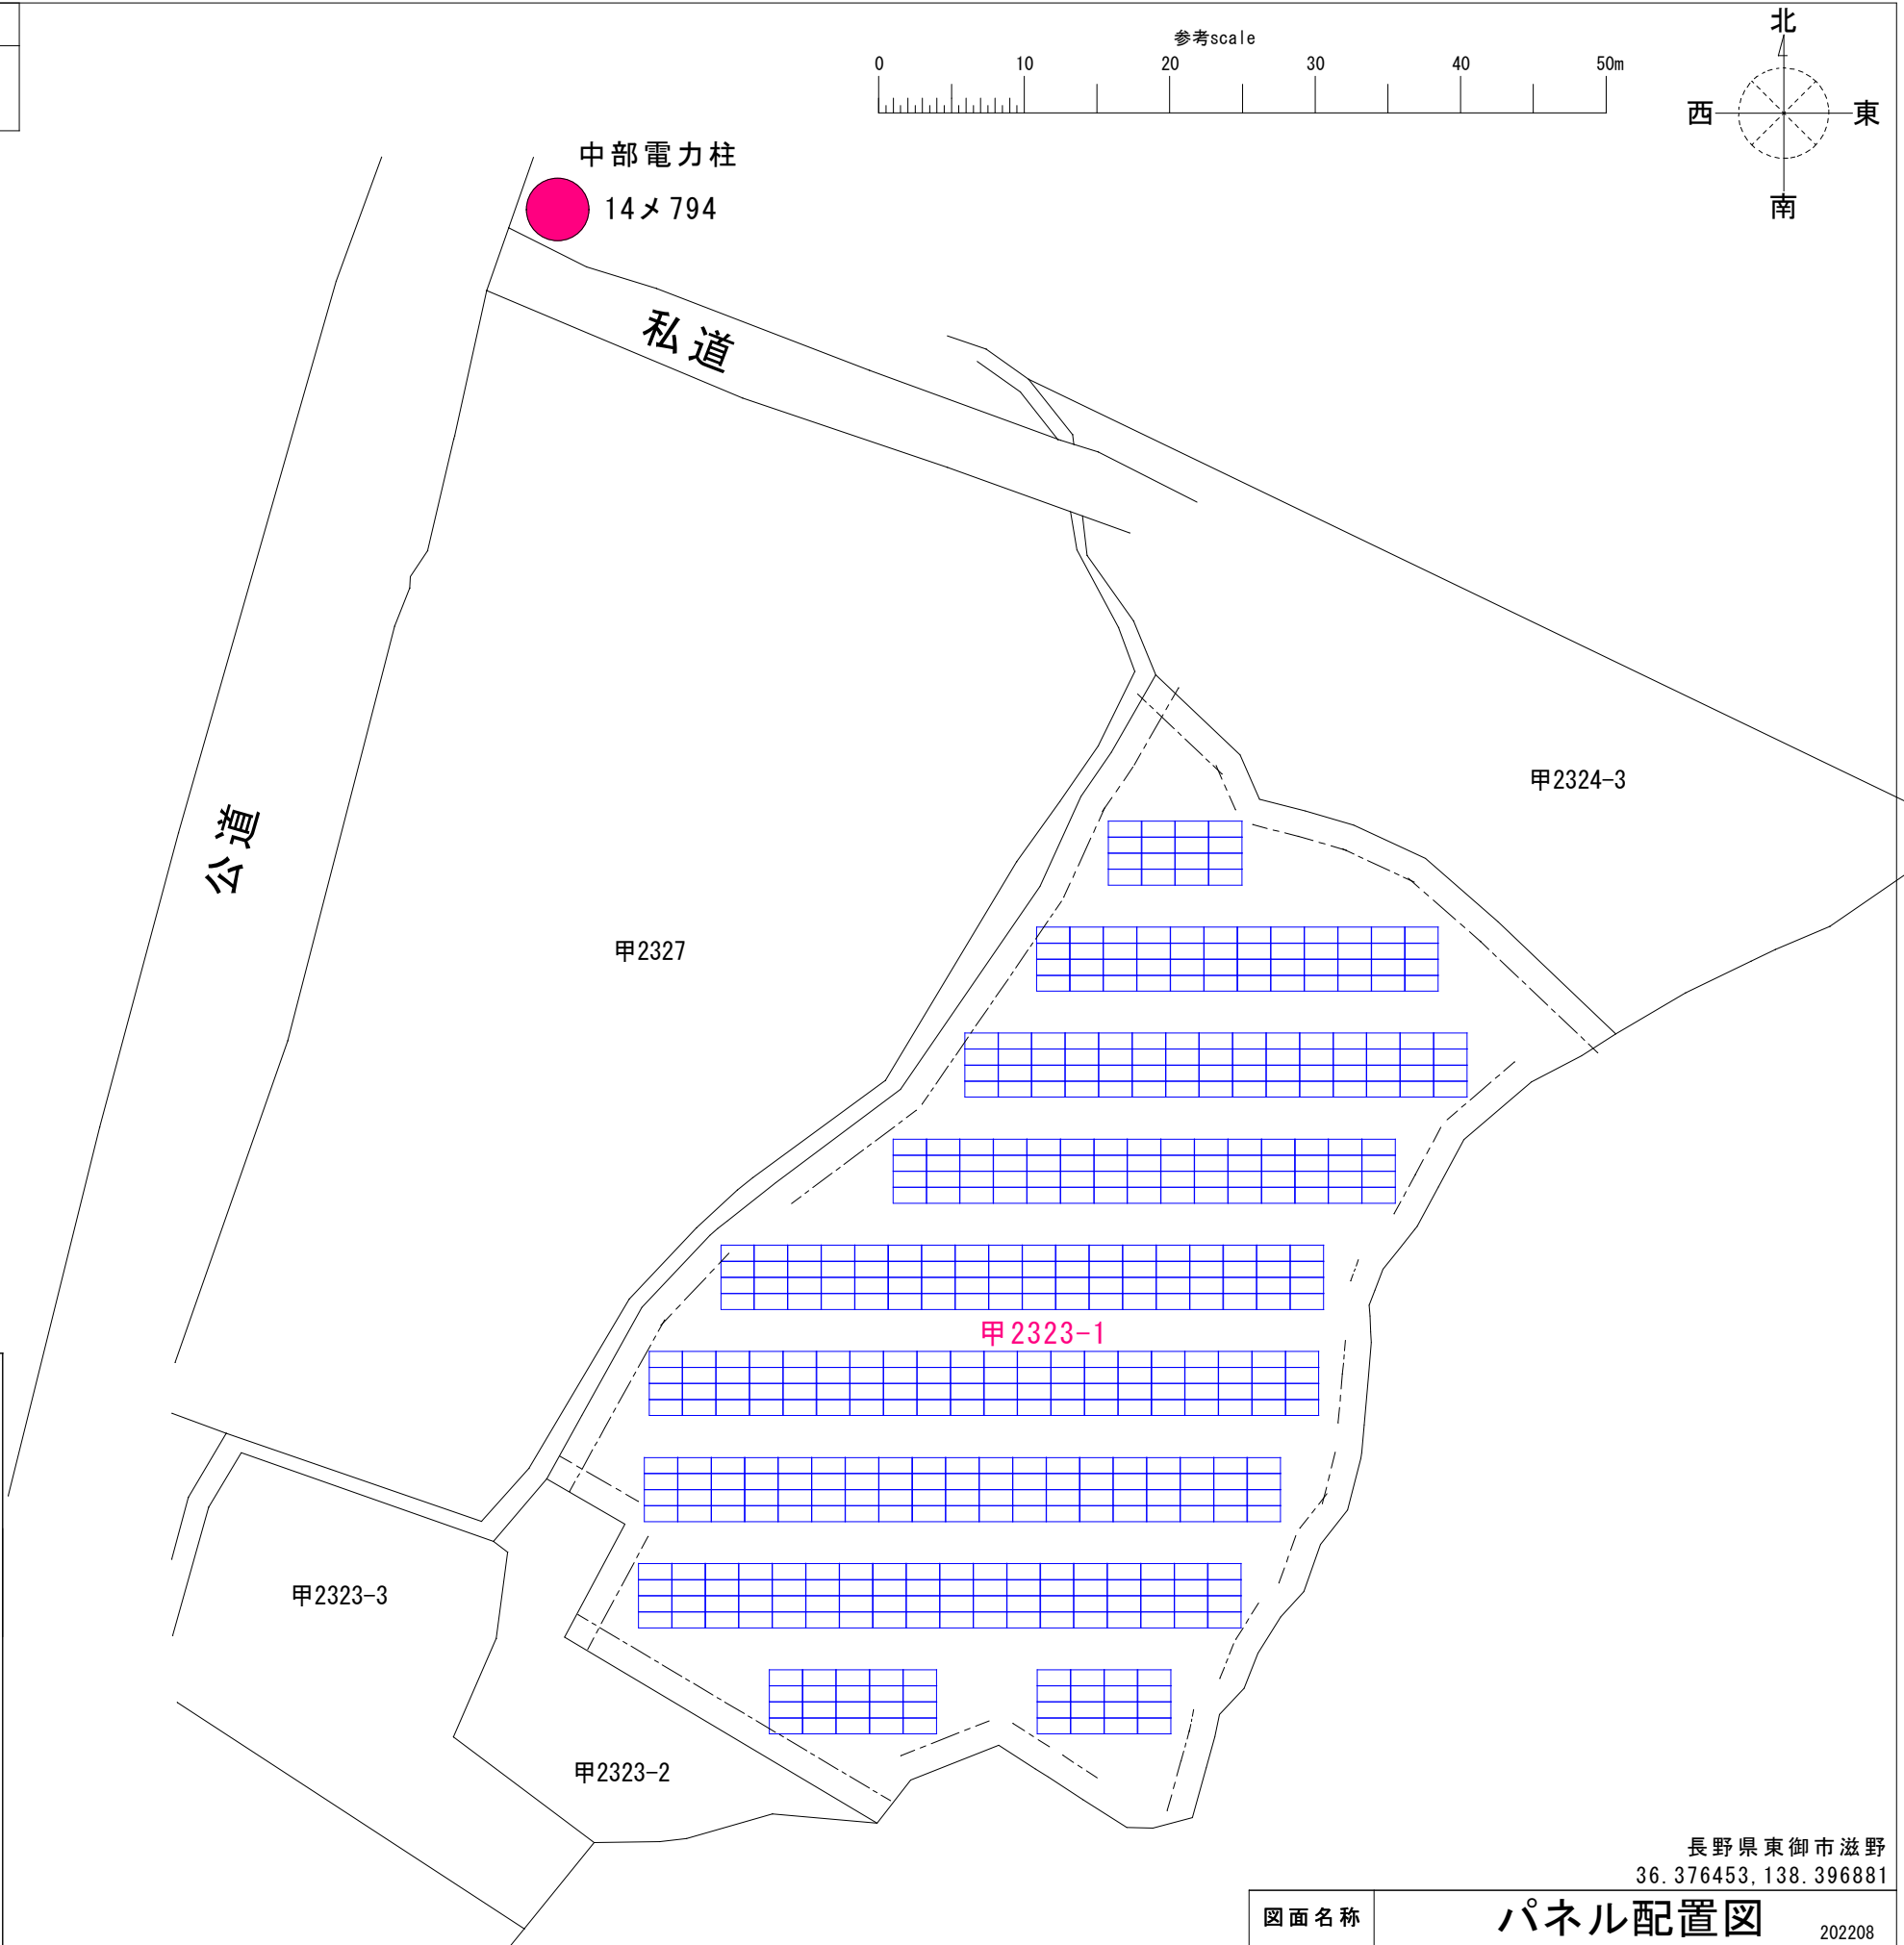 参考scale
0 10 20 30 40 50m
北
西 東
南
中部電力柱
14メ794
私道
公道
甲2324-3
甲2327
甲2323-1
甲2323-3
甲2323-2
長野県東御市滋野
36.376453,138.396881
図面名称 パネル配置図 202208